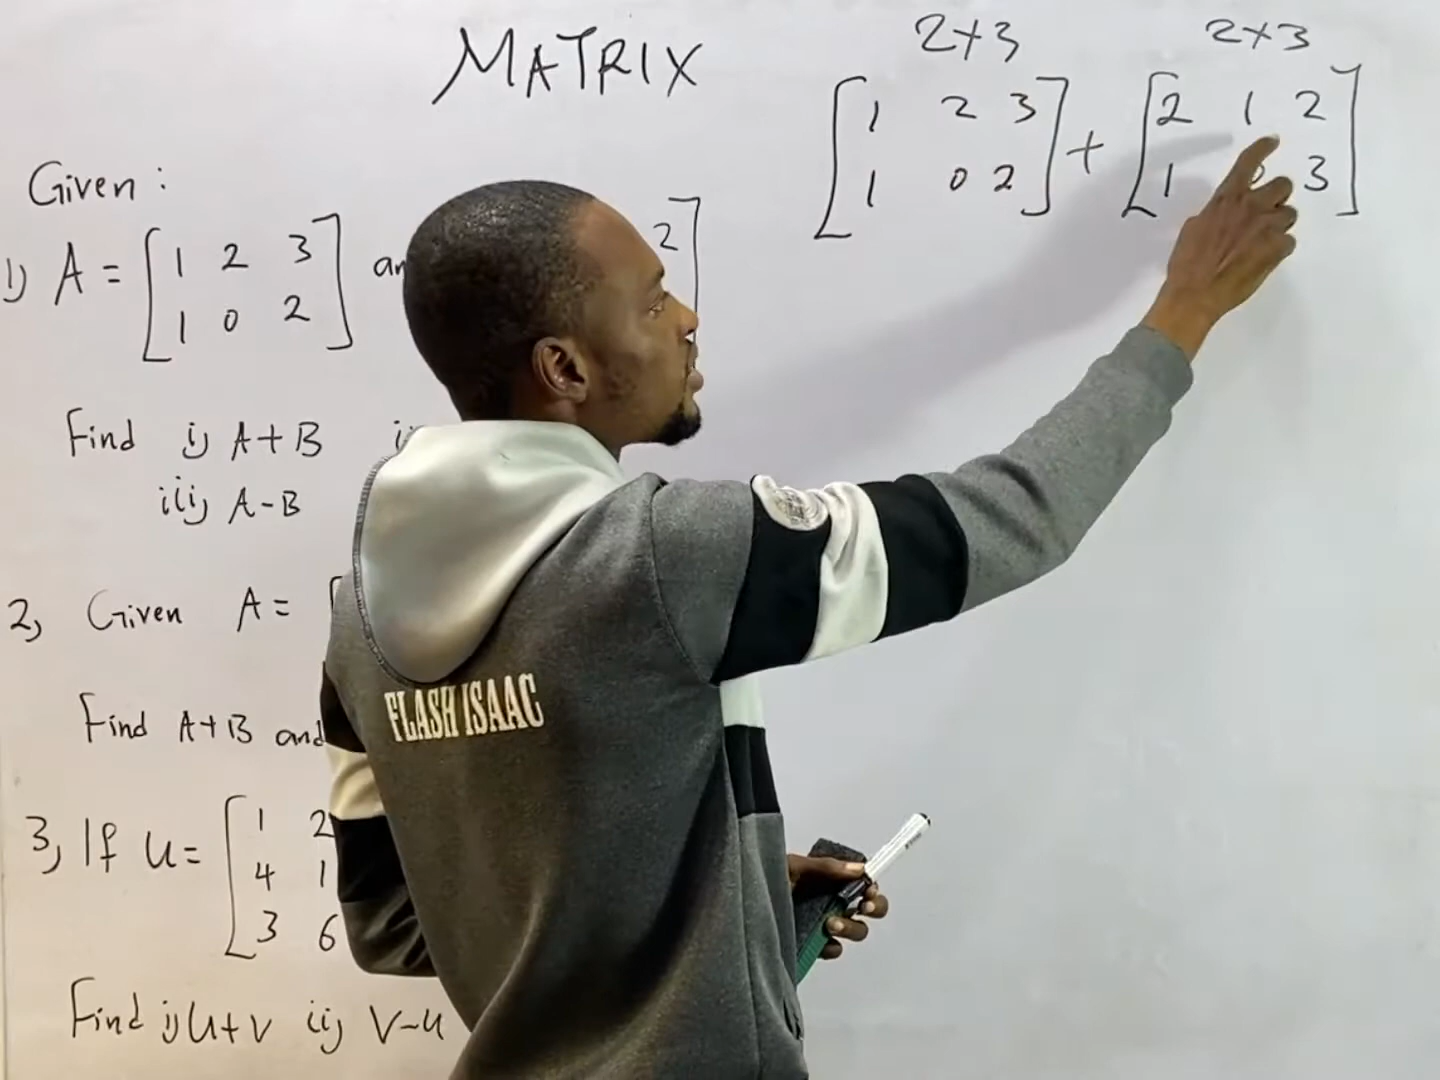 MATRIX
2×3 2×3
[1 2 3
1 0 2] + [2 1 2
1 0 3]
Given:
1) A = [1 2 3
1 0 2] 2]
Find i) A+B
iii) A-B
2, Given A = [
Find A+B and
3, If U = [1 2
4 1
3 6
Find i) U+V ii) V-U
FLASH ISAAC